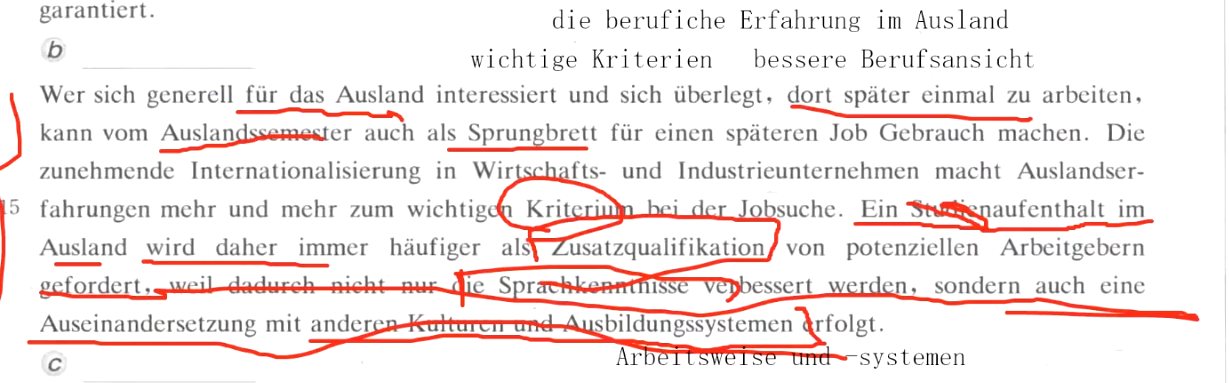 garantiert.
die berufiche Erfahrung im Ausland
b
wichtige Kriterien bessere Berufsansicht
Wer sich generell für das Ausland interessiert und sich überlegt, dort später einmal zu arbeiten,
kann vom Auslandssemester auch als Sprungbrett für einen späteren Job Gebrauch machen. Die
zunehmende Internationalisierung in Wirtschafts- und Industrieunternehmen macht Auslandser-
15 fahrungen mehr und mehr zum wichtigen Kriterium bei der Jobsuche. Ein Studienaufenthalt im
Ausland wird daher immer häufiger als Zusatzqualifikation von potenziellen Arbeitgebern
gefordert, weil dadurch nicht nur die Sprachkenntnisse verbessert werden, sondern auch eine
Auseinandersetzung mit anderen Kulturen und Ausbildungssystemen erfolgt.
Arbeitsweise und -systemen
c